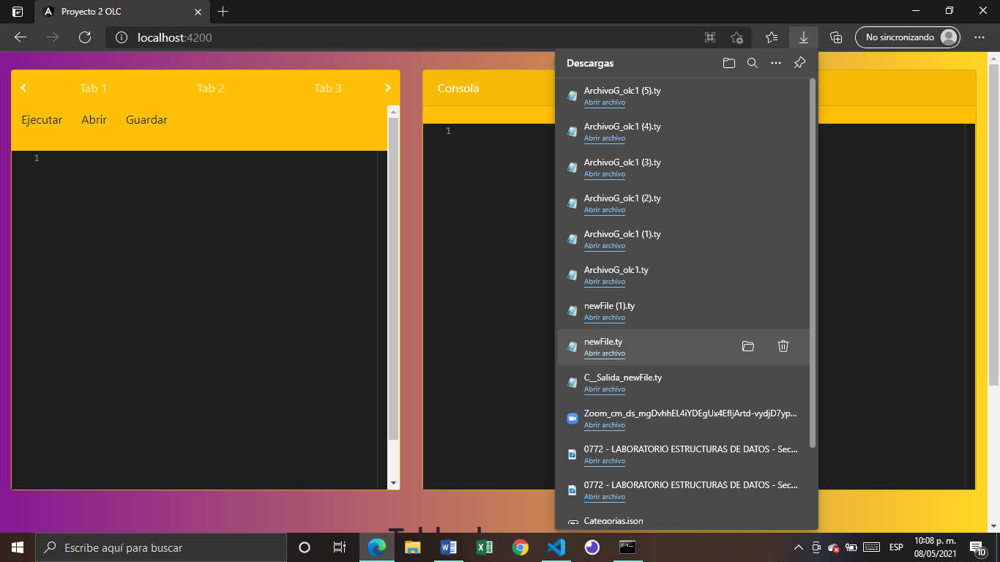 Proyecto 2 OLC
localhost:4200
No sincronizando
Tab 1 Tab 2 Tab 3
Ejecutar Abrir Guardar
1
Consola
1
Descargas
ArchivoG_olc1 (5).ty
Abrir archivo
ArchivoG_olc1 (4).ty
Abrir archivo
ArchivoG_olc1 (3).ty
Abrir archivo
ArchivoG_olc1 (2).ty
Abrir archivo
ArchivoG_olc1 (1).ty
Abrir archivo
ArchivoG_olc1.ty
Abrir archivo
newFile (1).ty
Abrir archivo
newFile.ty
Abrir archivo
C__Salida_newFile.ty
Abrir archivo
Zoom_cm_ds_mgDvhhEL4iYDEgUx4EfIjArtd-vydjD7yp...
Abrir archivo
0772 - LABORATORIO ESTRUCTURAS DE DATOS - Sec...
Abrir archivo
0772 - LABORATORIO ESTRUCTURAS DE DATOS - Sec...
Abrir archivo
Categorias.json
Escribe aquí para buscar
ESP
10:08 p. m.
08/05/2021
10